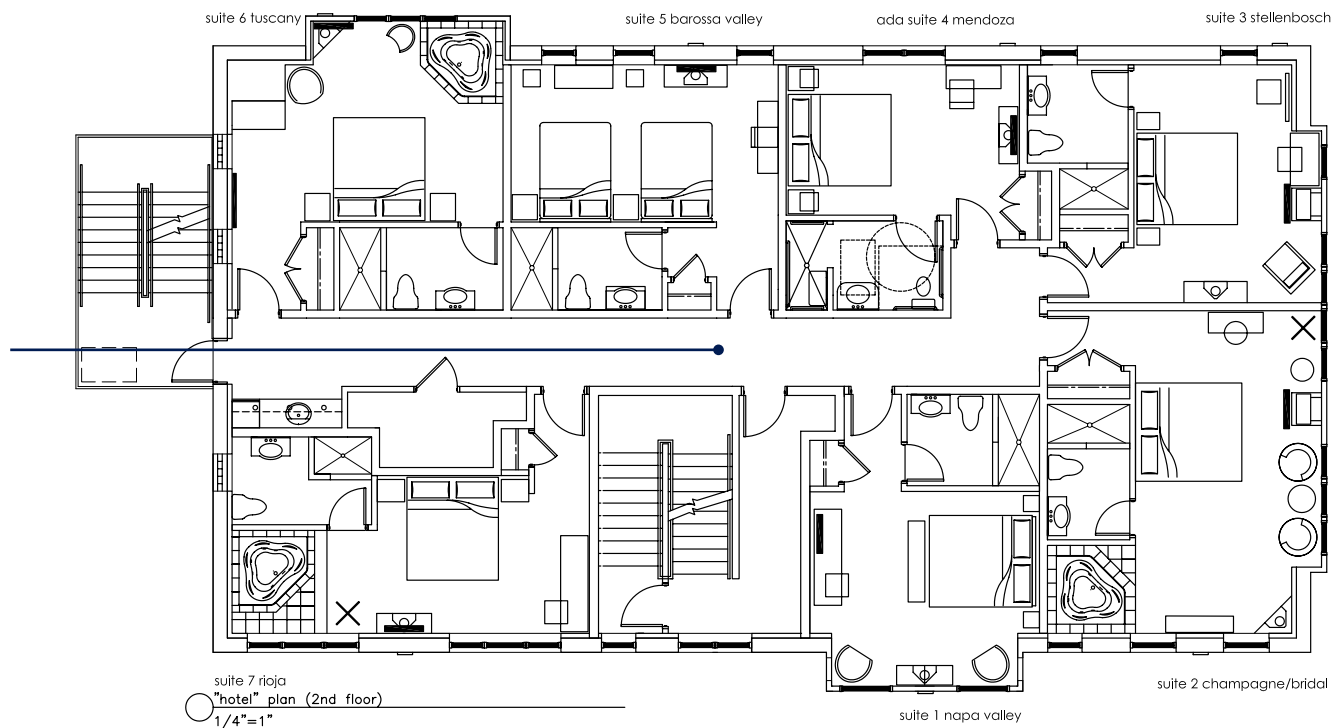 suite 6 tuscany
suite 5 barossa valley
ada suite 4 mendoza
suite 3 stellenbosch
suite 7 rioja
"hotel" plan (2nd floor)
1/4"=1"
suite 1 napa valley
suite 2 champagne/bridal